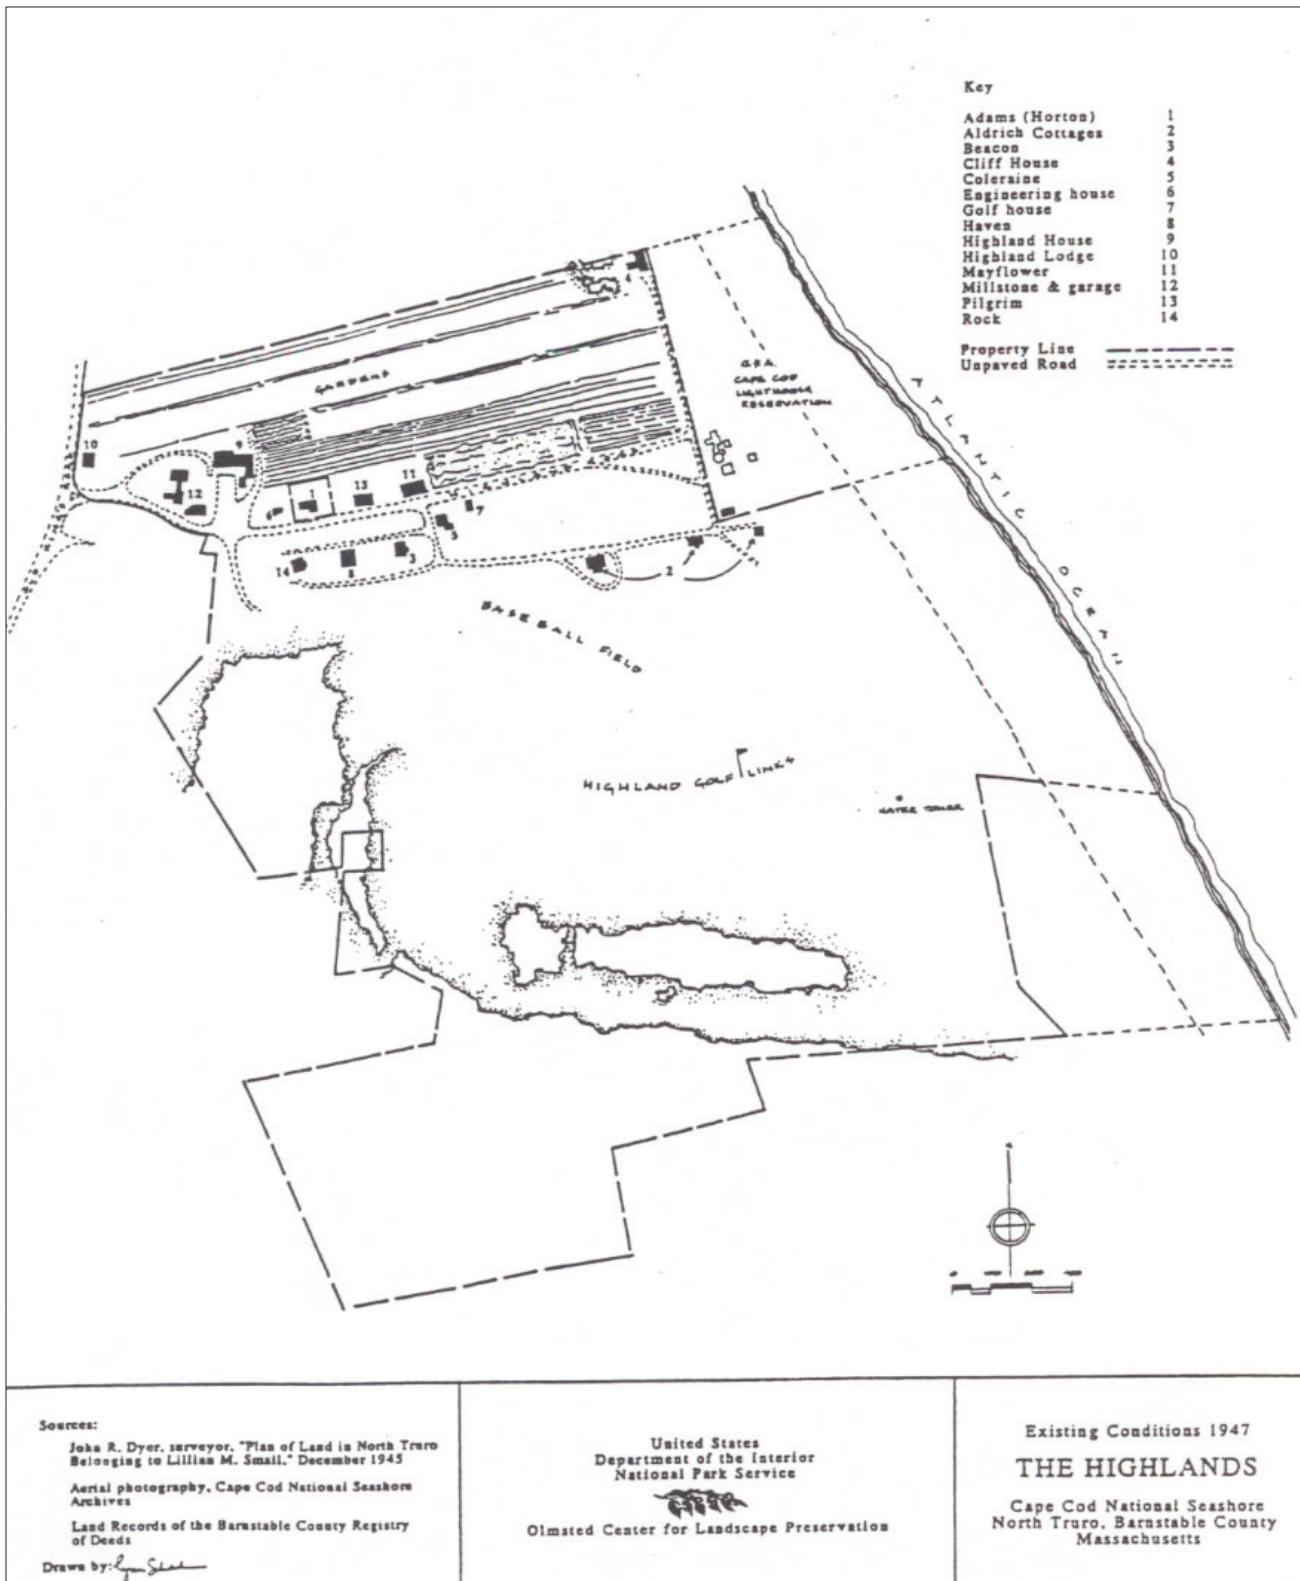 Key
Adams (Horton) 1
Aldrich Cottages 2
Beacon 3
Cliff House 4
Coleraine 5
Engineering house 6
Golf house 7
Haven 8
Highland House 9
Highland Lodge 10
Mayflower 11
Millstone & garage 12
Pilgrim 13
Rock 14
Property Line
Unpaved Road
4
GARDENS
CAPE COD
LIGHTHOUSE
RESERVATION
ATLANTIC OCEAN
10
9
12
6
1
13
11
7
5
14
8
3
2
BASEBALL FIELD
HIGHLAND GOLF LINKS
WATER TOWER
Sources:
John R. Dyer, surveyor, "Plan of Land in North Truro
Belonging to Lillian M. Small," December 1945
Aerial photography, Cape Cod National Seashore
Archives
Land Records of the Barnstable County Registry
of Deeds
Drawn by:
United States
Department of the Interior
National Park Service
Olmsted Center for Landscape Preservation
Existing Conditions 1947
THE HIGHLANDS
Cape Cod National Seashore
North Truro, Barnstable County
Massachusetts